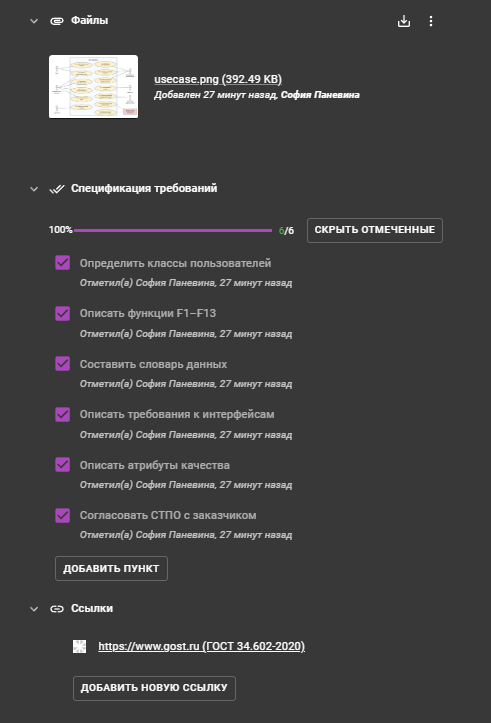 Файлы
usecase.png (392.49 KB)
Добавлен 27 минут назад, София Паневина
Спецификация требований
100% 6/6 СКРЫТЬ ОТМЕЧЕННЫЕ
Определить классы пользователей
Отметил(а) София Паневина, 27 минут назад
Описать функции F1–F13
Отметил(а) София Паневина, 27 минут назад
Составить словарь данных
Отметил(а) София Паневина, 27 минут назад
Описать требования к интерфейсам
Отметил(а) София Паневина, 27 минут назад
Описать атрибуты качества
Отметил(а) София Паневина, 27 минут назад
Согласовать СТПО с заказчиком
Отметил(а) София Паневина, 27 минут назад
ДОБАВИТЬ ПУНКТ
Ссылки
https://www.gost.ru (ГОСТ 34.602-2020)
ДОБАВИТЬ НОВУЮ ССЫЛКУ